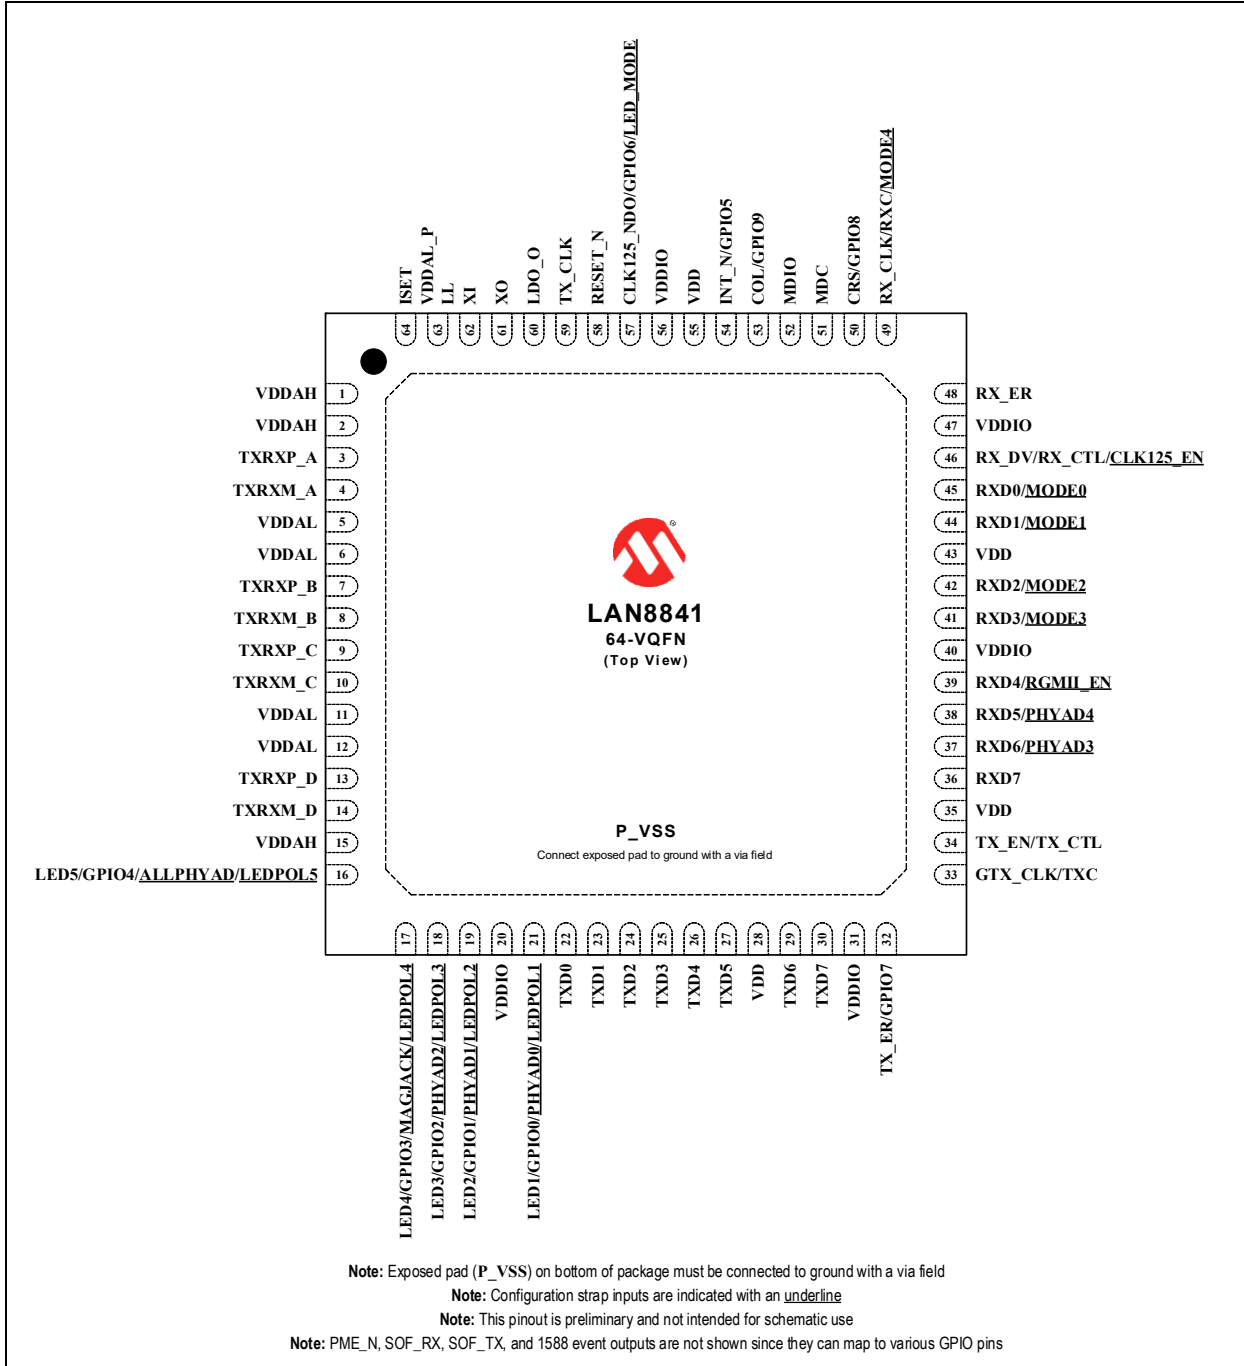 ISET
VDDAL_P
LL
XI
XO
LDO_O
TX_CLK
RESET_N
CLK125_NDO/GPIO6/LED_MODE
VDDIO
VDD
INT_N/GPIO5
COL/GPIO9
MDIO
MDC
CRS/GPIO8
RX_CLK/RXC/MODE4
64
63
62
61
60
59
58
57
56
55
54
53
52
51
50
49
VDDAH 1
VDDAH 2
TXRXP_A 3
TXRXM_A 4
VDDAL 5
VDDAL 6
TXRXP_B 7
TXRXM_B 8
TXRXP_C 9
TXRXM_C 10
VDDAL 11
VDDAL 12
TXRXP_D 13
TXRXM_D 14
VDDAH 15
LED5/GPIO4/ALLPHYAD/LEDPOL5 16
48 RX_ER
47 VDDIO
46 RX_DV/RX_CTL/CLK125_EN
45 RXD0/MODE0
44 RXD1/MODE1
43 VDD
42 RXD2/MODE2
41 RXD3/MODE3
40 VDDIO
39 RXD4/RGMII_EN
38 RXD5/PHYAD4
37 RXD6/PHYAD3
36 RXD7
35 VDD
34 TX_EN/TX_CTL
33 GTX_CLK/TXC
®
LAN8841
64-VQFN
(Top View)
P_VSS
Connect exposed pad to ground with a via field
17
18
19
20
21
22
23
24
25
26
27
28
29
30
31
32
LED4/GPIO3/MAGJACK/LEDPOL4
LED3/GPIO2/PHYAD2/LEDPOL3
LED2/GPIO1/PHYAD1/LEDPOL2
VDDIO
LED1/GPIO0/PHYAD0/LEDPOL1
TXD0
TXD1
TXD2
TXD3
TXD4
TXD5
VDD
TXD6
TXD7
VDDIO
TX_ER/GPIO7
Note: Exposed pad (P_VSS) on bottom of package must be connected to ground with a via field
Note: Configuration strap inputs are indicated with an underline
Note: This pinout is preliminary and not intended for schematic use
Note: PME_N, SOF_RX, SOF_TX, and 1588 event outputs are not shown since they can map to various GPIO pins